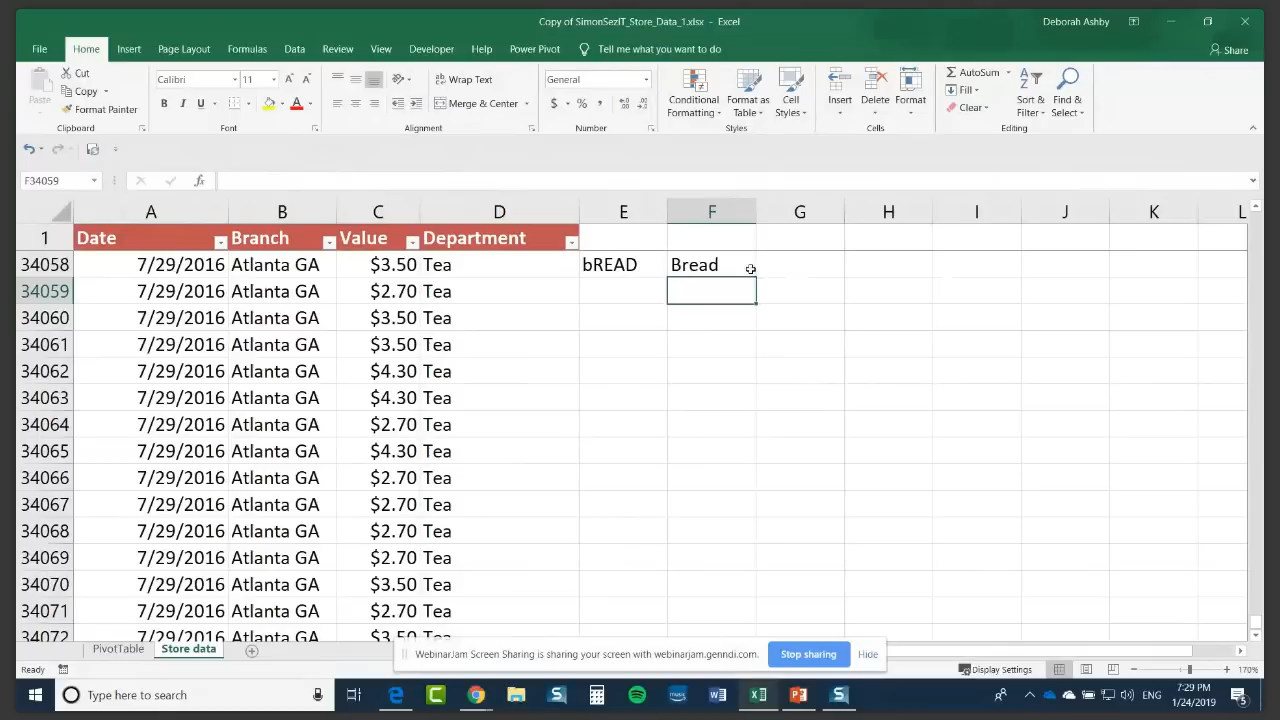 Copy of SimonSezIT_Store_Data_1.xlsx - Excel
Deborah Ashby
File Home Insert Page Layout Formulas Data Review View Developer Help Power Pivot Tell me what you want to do Share
Cut
Copy
Format Painter
Paste
Clipboard
Calibri 11
B I U A
Font
Wrap Text
Merge & Center
Alignment
General
$ % ,
Number
Conditional Formatting
Format as Table
Cell Styles
Styles
Insert Delete Format
Cells
AutoSum
Fill
Clear
Sort & Filter
Find & Select
Editing
F34059 fx
A B C D E F G H I J K L
1 Date Branch Value Department
34058 7/29/2016 Atlanta GA $3.50 Tea bREAD Bread
34059 7/29/2016 Atlanta GA $2.70 Tea
34060 7/29/2016 Atlanta GA $3.50 Tea
34061 7/29/2016 Atlanta GA $3.50 Tea
34062 7/29/2016 Atlanta GA $4.30 Tea
34063 7/29/2016 Atlanta GA $4.30 Tea
34064 7/29/2016 Atlanta GA $2.70 Tea
34065 7/29/2016 Atlanta GA $4.30 Tea
34066 7/29/2016 Atlanta GA $2.70 Tea
34067 7/29/2016 Atlanta GA $2.70 Tea
34068 7/29/2016 Atlanta GA $2.70 Tea
34069 7/29/2016 Atlanta GA $2.70 Tea
34070 7/29/2016 Atlanta GA $3.50 Tea
34071 7/29/2016 Atlanta GA $2.70 Tea
34072 7/29/2016 Atlanta GA $3.50 Tea
PivotTable Store data
WebinarJam Screen Sharing is sharing your screen with webinarjam.genndi.com. Stop sharing Hide
Ready Display Settings 170%
Type here to search
ENG
7:29 PM
1/24/2019
5